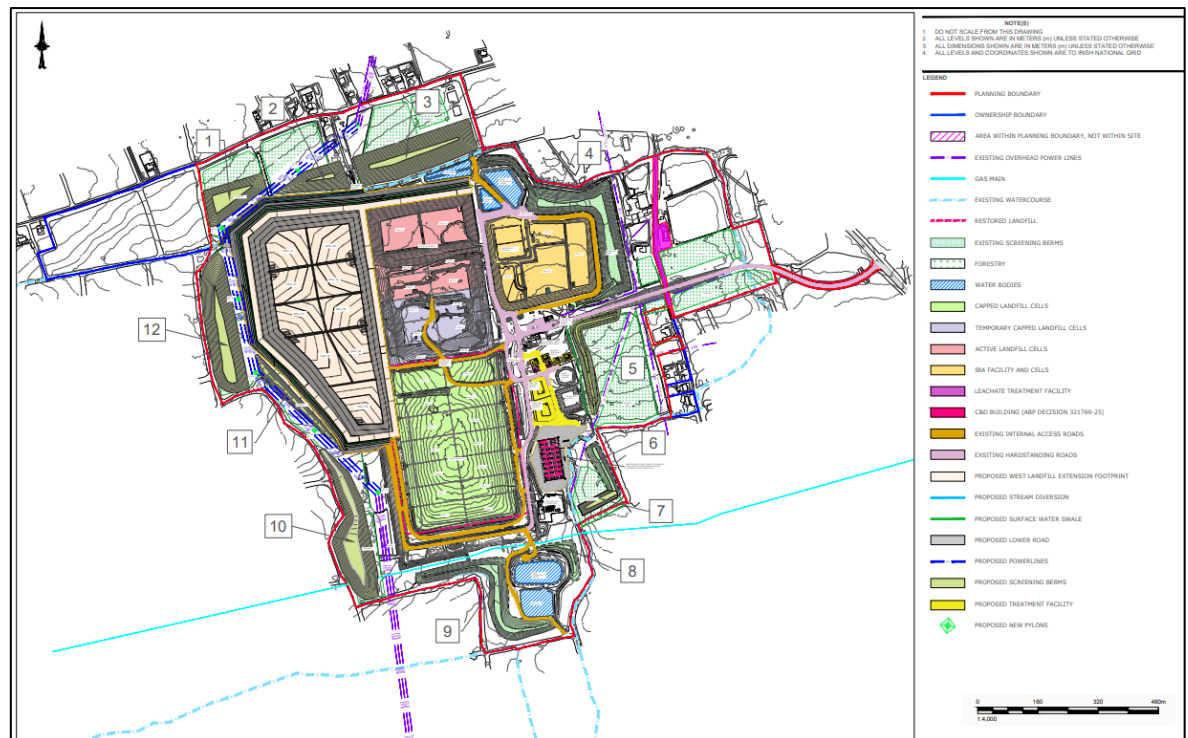 NOTE(S)
1. DO NOT SCALE FROM THIS DRAWING
2. ALL LEVELS SHOWN ARE IN METERS (m) UNLESS STATED OTHERWISE
3. ALL DIMENSIONS SHOWN ARE IN METERS (m) UNLESS STATED OTHERWISE
4. ALL LEVELS AND COORDINATES SHOWN ARE TO IRISH NATIONAL GRID
LEGEND
PLANNING BOUNDARY
OWNERSHIP BOUNDARY
AREA WITHIN PLANNING BOUNDARY, NOT WITHIN SITE
EXISTING OVERHEAD POWER LINES
GAS MAIN
EXISTING WATERCOURSE
RESTORED LANDFILL
EXISTING SCREENING BERMS
FORESTRY
WATER BODIES
CAPPED LANDFILL CELLS
TEMPORARY CAPPED LANDFILL CELLS
ACTIVE LANDFILL CELLS
IBA FACILITY AND CELLS
LEACHATE TREATMENT FACILITY
C&D BUILDING (ABP DECISION 321769-25)
EXISTING INTERNAL ACCESS ROADS
EXSITING HARDSTANDING ROADS
PROPOSED WEST LANDFILL EXTENSION FOOTPRINT
PROPOSED STREAM DIVERSION
PROPOSED SURFACE WATER SWALE
PROPOSED LOWER ROAD
PROPOSED POWERLINES
PROPOSED SCREENING BERMS
PROPOSED TREATMENT FACILITY
PROPOSED NEW PYLONS
0 160 320 480m
1:4,000
1
2
3
4
5
6
7
8
9
10
11
12